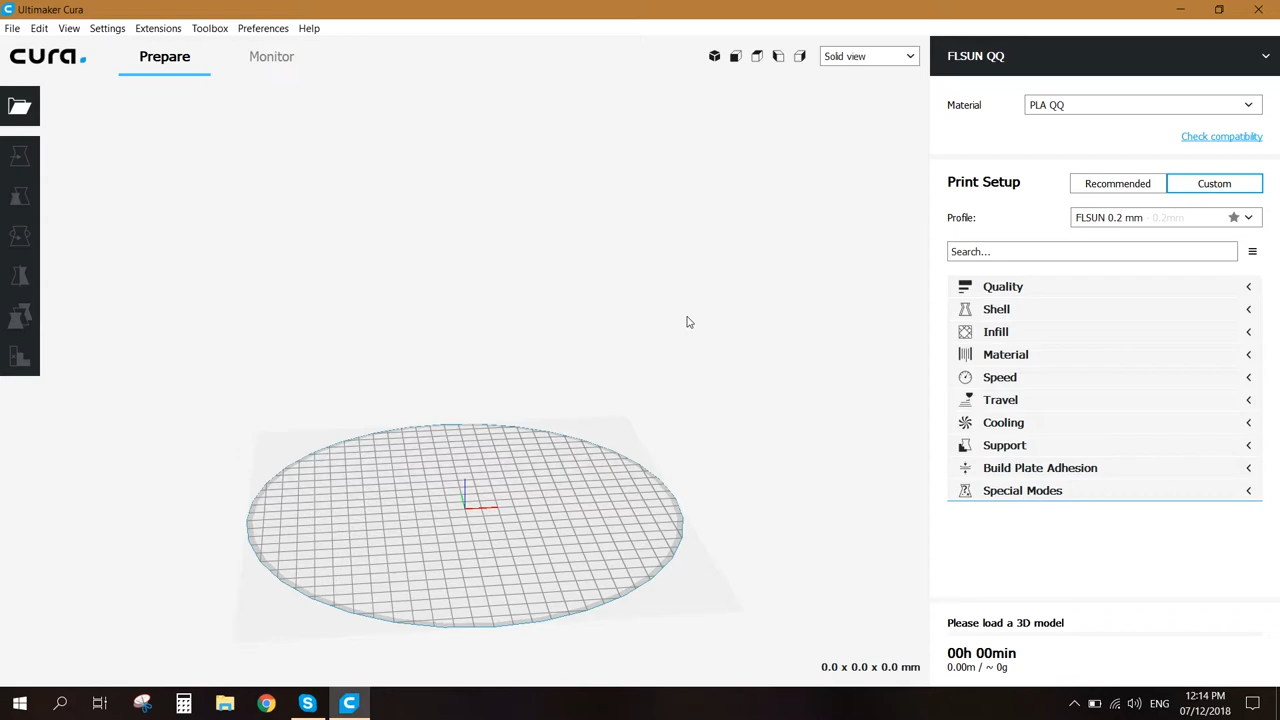 Ultimaker Cura
File Edit View Settings Extensions Toolbox Preferences Help
cura.
Prepare Monitor
Solid view
FLSUN QQ
Material PLA QQ
Check compatibility
Print Setup Recommended Custom
Profile: FLSUN 0.2 mm - 0.2mm
Search...
Quality
Shell
Infill
Material
Speed
Travel
Cooling
Support
Build Plate Adhesion
Special Modes
Please load a 3D model
00h 00min
0.00m / ~ 0g
0.0 x 0.0 x 0.0 mm
ENG
12:14 PM
07/12/2018